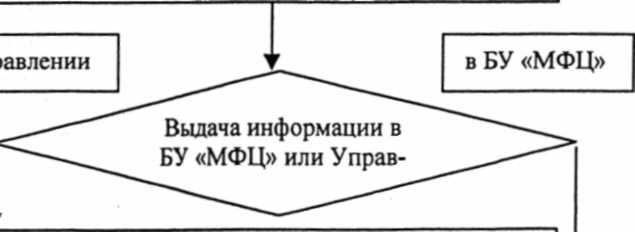 равлении
в БУ «МФЦ»
Выдача информации в
БУ «МФЦ» или Управ-